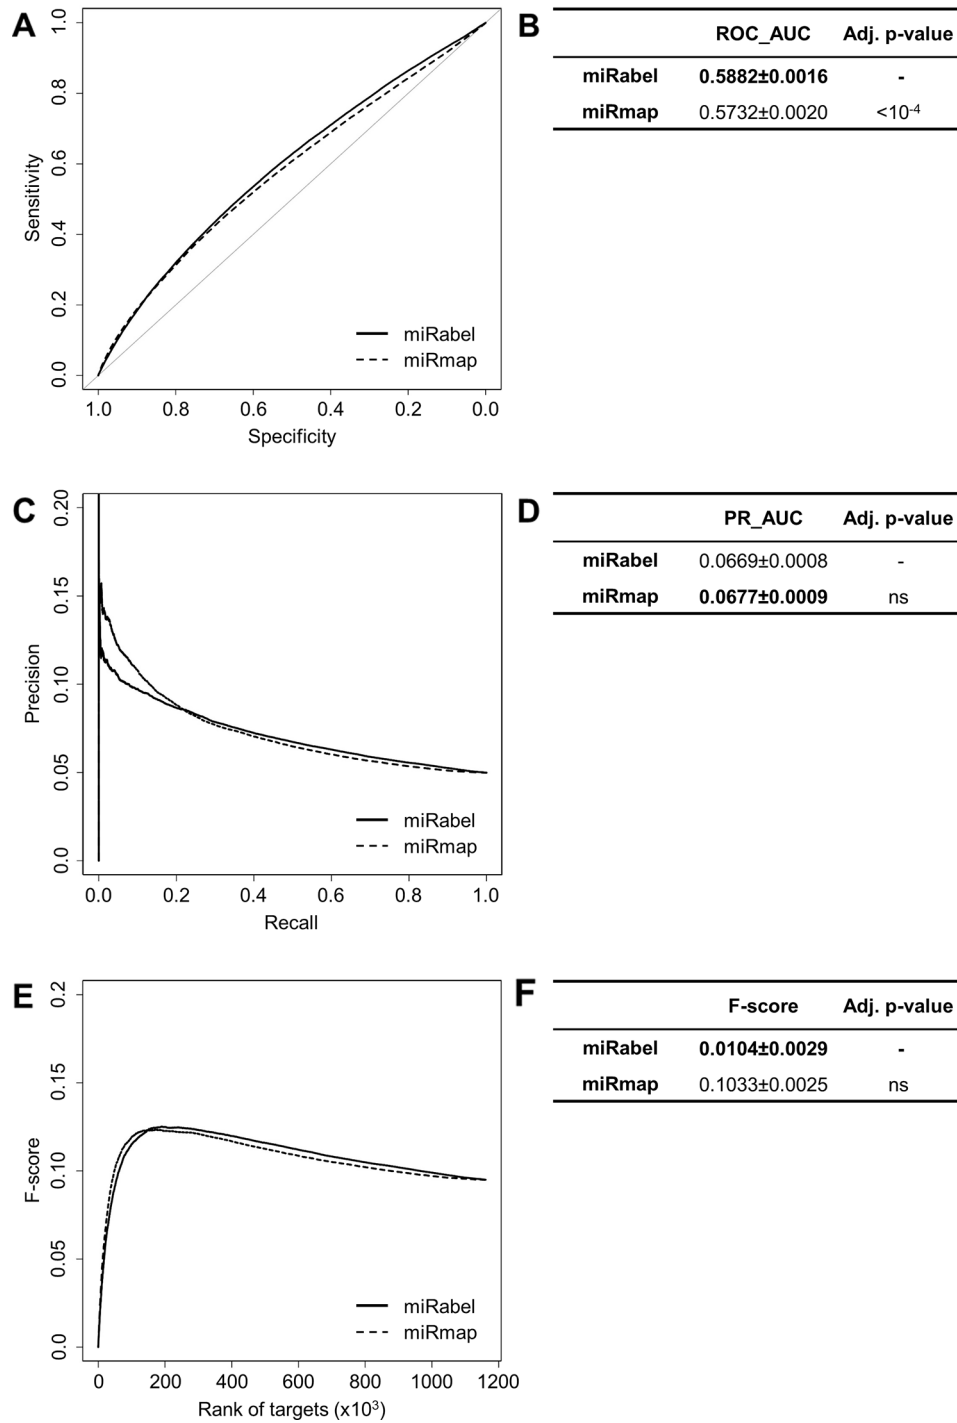 A
1.0
0.8
0.6
0.4
0.2
0.0
Sensitivity
miRabel
miRmap
1.0 0.8 0.6 0.4 0.2 0.0
Specificity
B
ROC_AUC Adj. p-value
miRabel 0.5882±0.0016 -
miRmap 0.5732±0.0020 <10-4
C
0.20
0.15
0.10
0.05
0.0
Precision
miRabel
miRmap
0.0 0.2 0.4 0.6 0.8 1.0
Recall
D
PR_AUC Adj. p-value
miRabel 0.0669±0.0008 -
miRmap 0.0677±0.0009 ns
E
0.2
0.15
0.10
0.05
0.0
F-score
miRabel
miRmap
0 200 400 600 800 1000 1200
Rank of targets (x103)
F
F-score Adj. p-value
miRabel 0.0104±0.0029 -
miRmap 0.1033±0.0025 ns